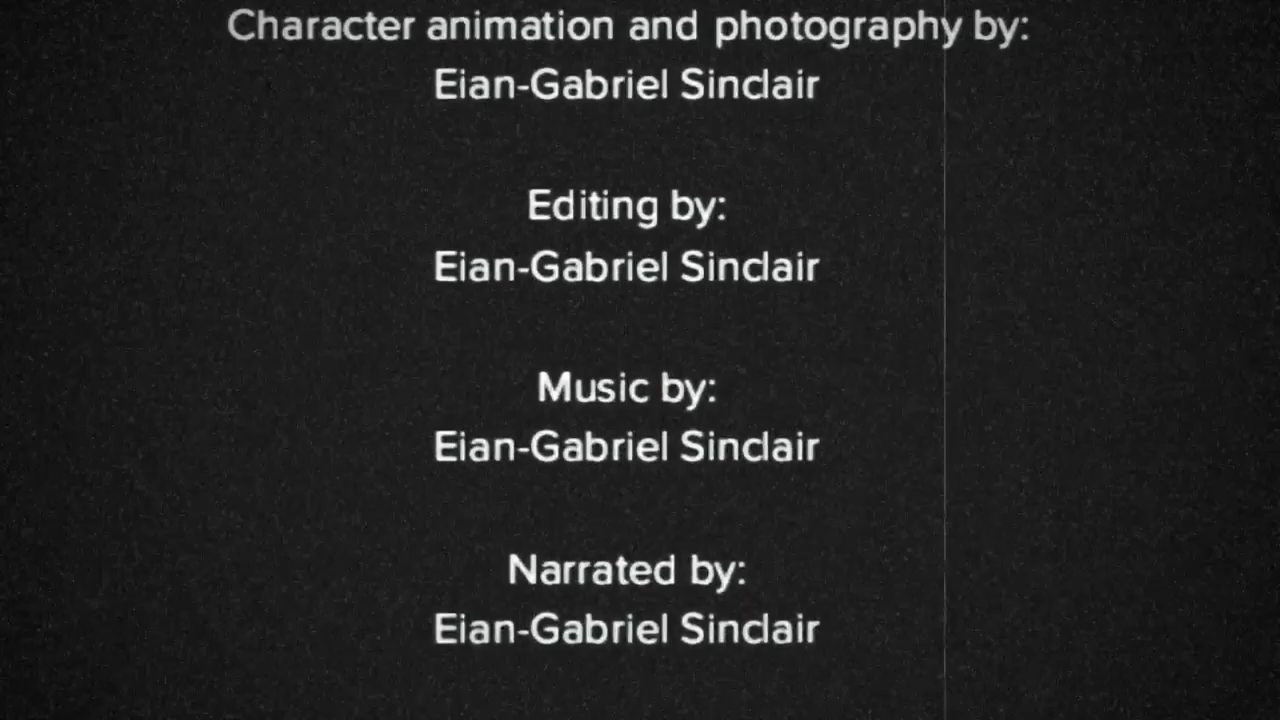 Character animation and photography by:
Eian-Gabriel Sinclair
Editing by:
Eian-Gabriel Sinclair
Music by:
Eian-Gabriel Sinclair
Narrated by:
Eian-Gabriel Sinclair